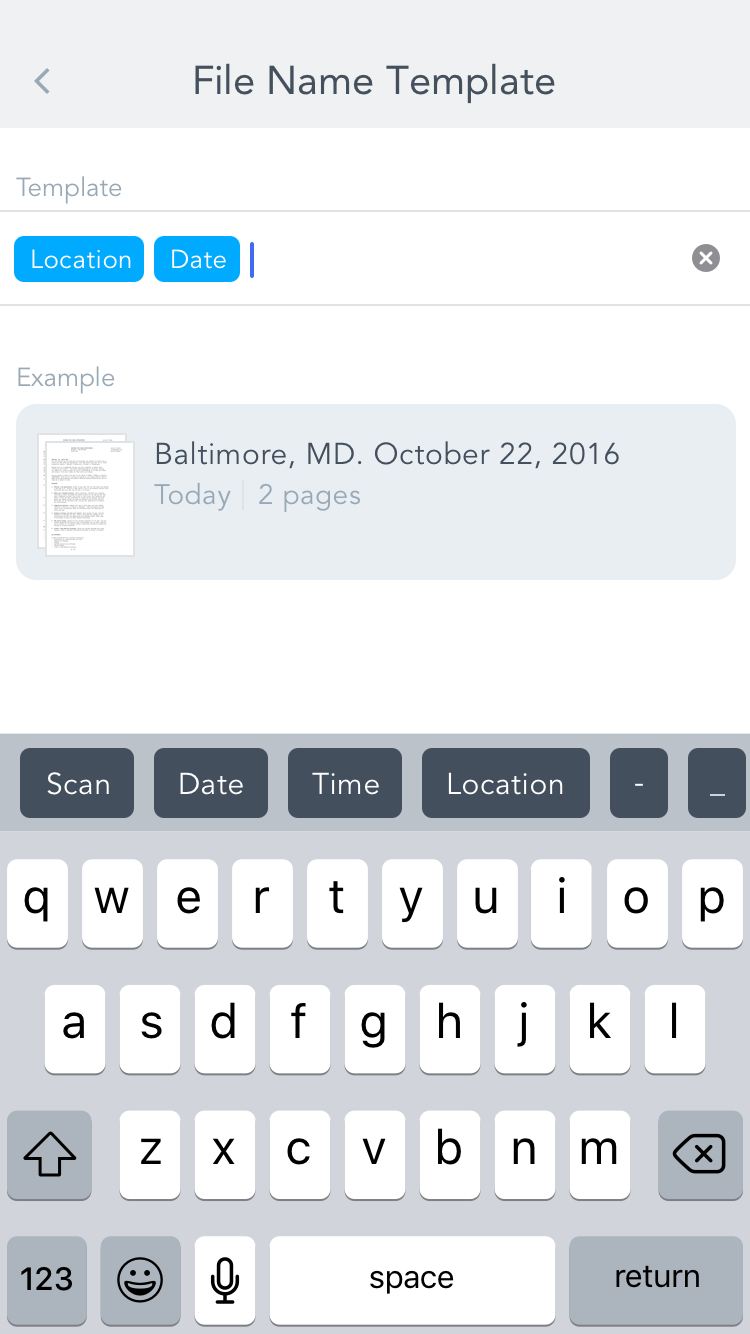 File Name Template
Template
Location Date
Example
Baltimore, MD. October 22, 2016
Today 2 pages
Scan Date Time Location - _
q w e r t y u i o p
a s d f g h j k l
z x c v b n m
123 space return